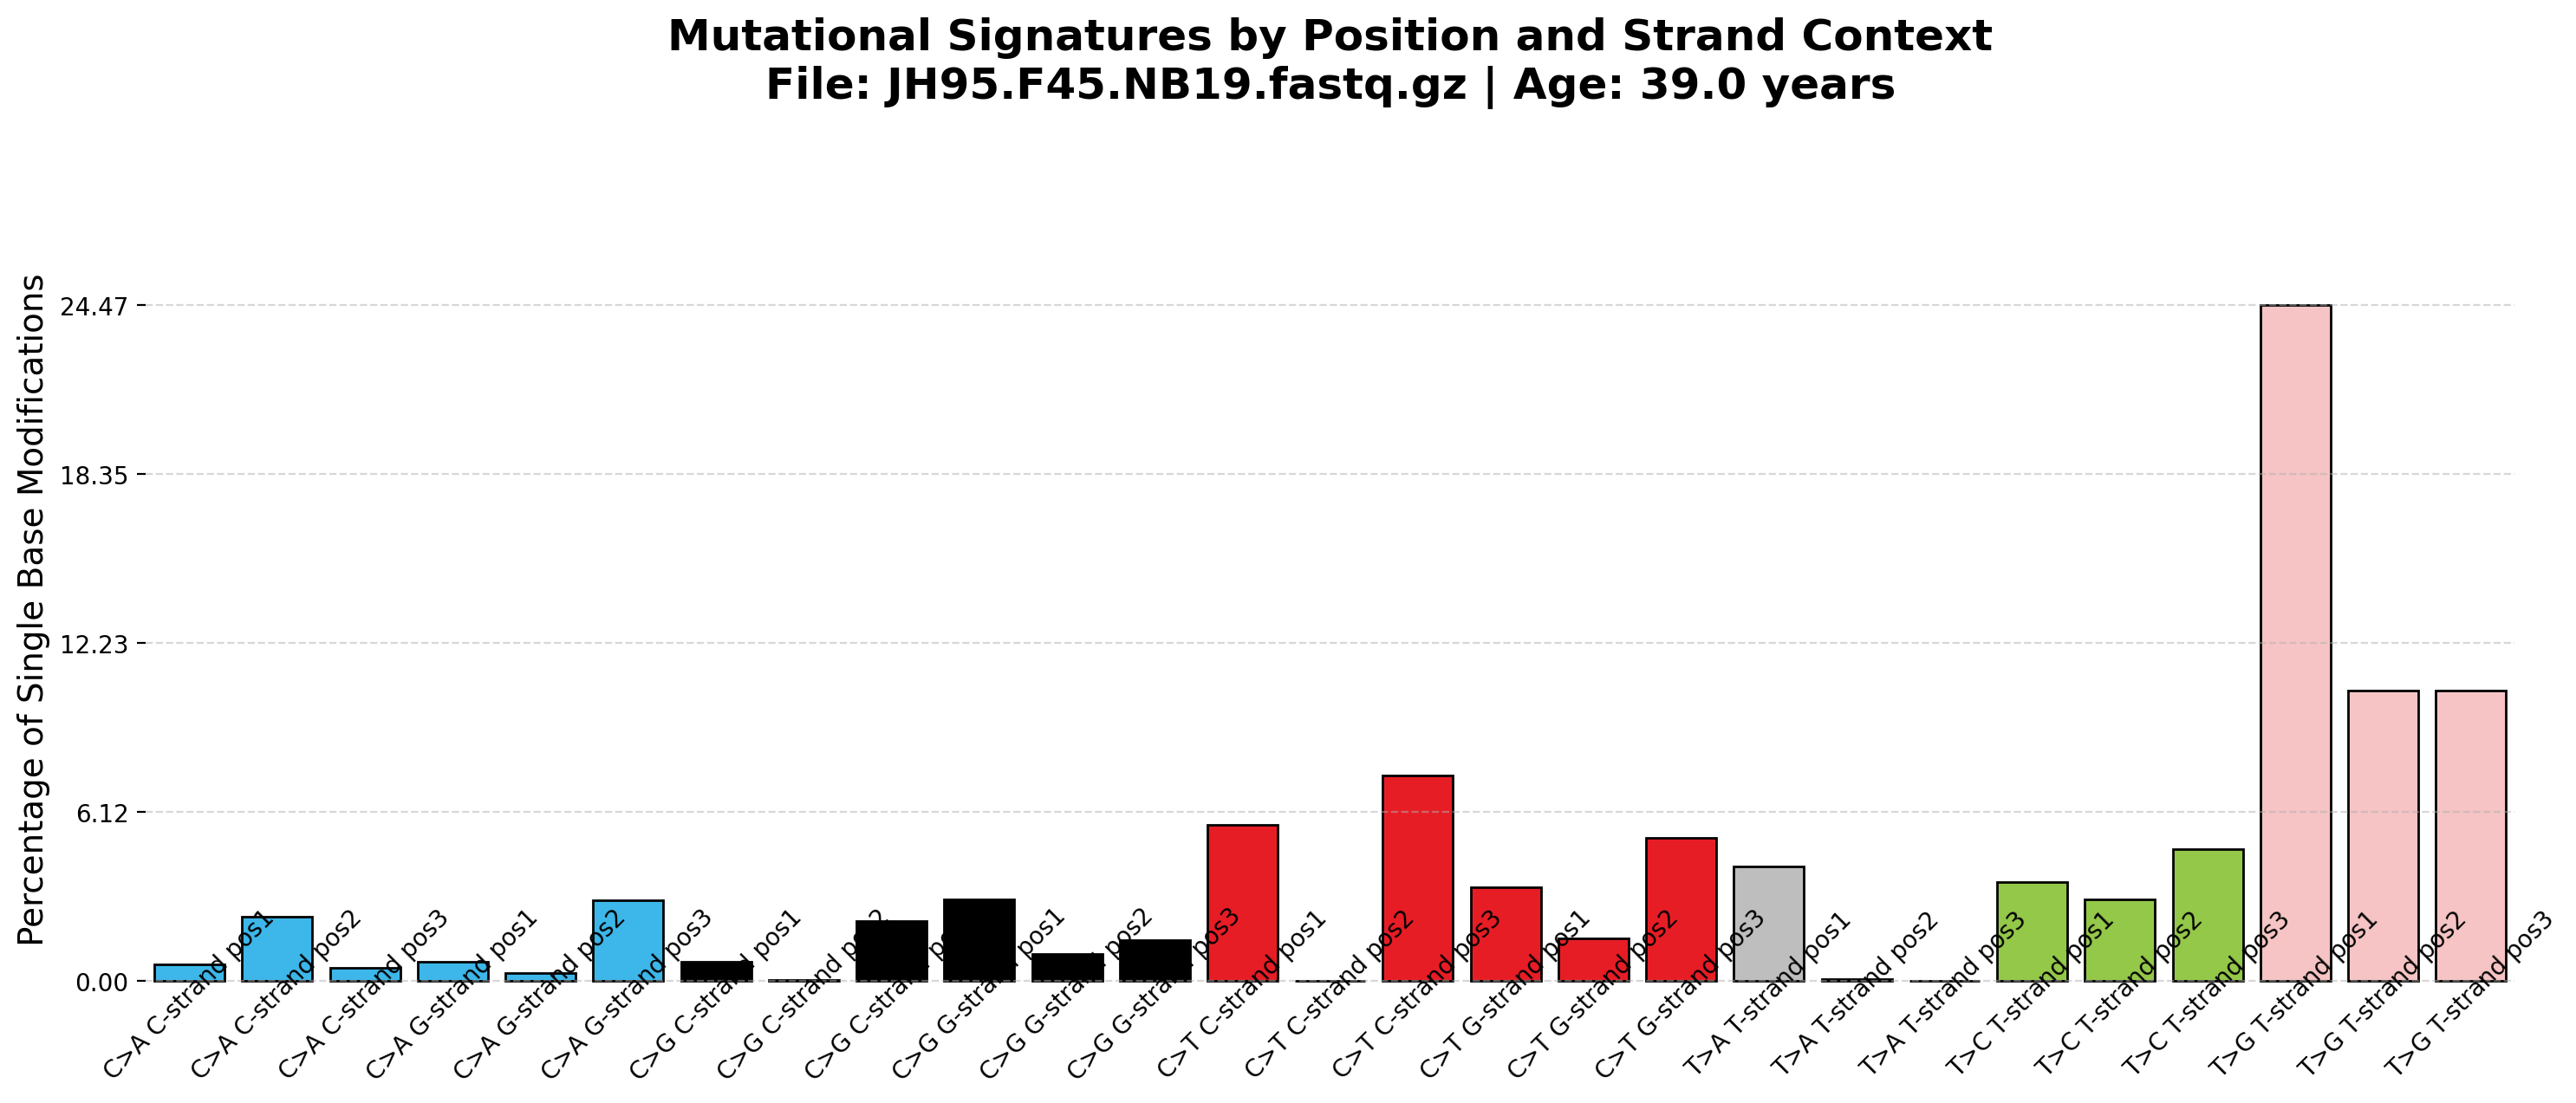 Mutational Signatures by Position and Strand Context
File: JH95.F45.NB19.fastq.gz | Age: 39.0 years
Percentage of Single Base Modifications
24.47
18.35
12.23
6.12
0.00
C>A C-strand pos1
C>A C-strand pos2
C>A C-strand pos3
C>A G-strand pos1
C>A G-strand pos2
C>A G-strand pos3
C>G C-strand pos1
C>G C-strand pos2
C>G C-strand pos3
C>G G-strand pos1
C>G G-strand pos2
C>G G-strand pos3
C>T C-strand pos1
C>T C-strand pos2
C>T C-strand pos3
C>T G-strand pos1
C>T G-strand pos2
C>T G-strand pos3
T>A T-strand pos1
T>A T-strand pos2
T>A T-strand pos3
T>C T-strand pos1
T>C T-strand pos2
T>C T-strand pos3
T>G T-strand pos1
T>G T-strand pos2
T>G T-strand pos3